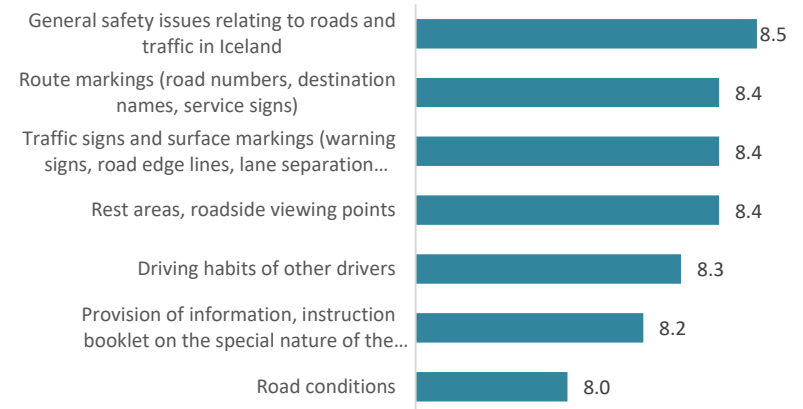 General safety issues relating to roads and
traffic in Iceland
8.5
Route markings (road numbers, destination
names, service signs)
8.4
Traffic signs and surface markings (warning
signs, road edge lines, lane separation…
8.4
Rest areas, roadside viewing points
8.4
Driving habits of other drivers
8.3
Provision of information, instruction
booklet on the special nature of the…
8.2
Road conditions
8.0